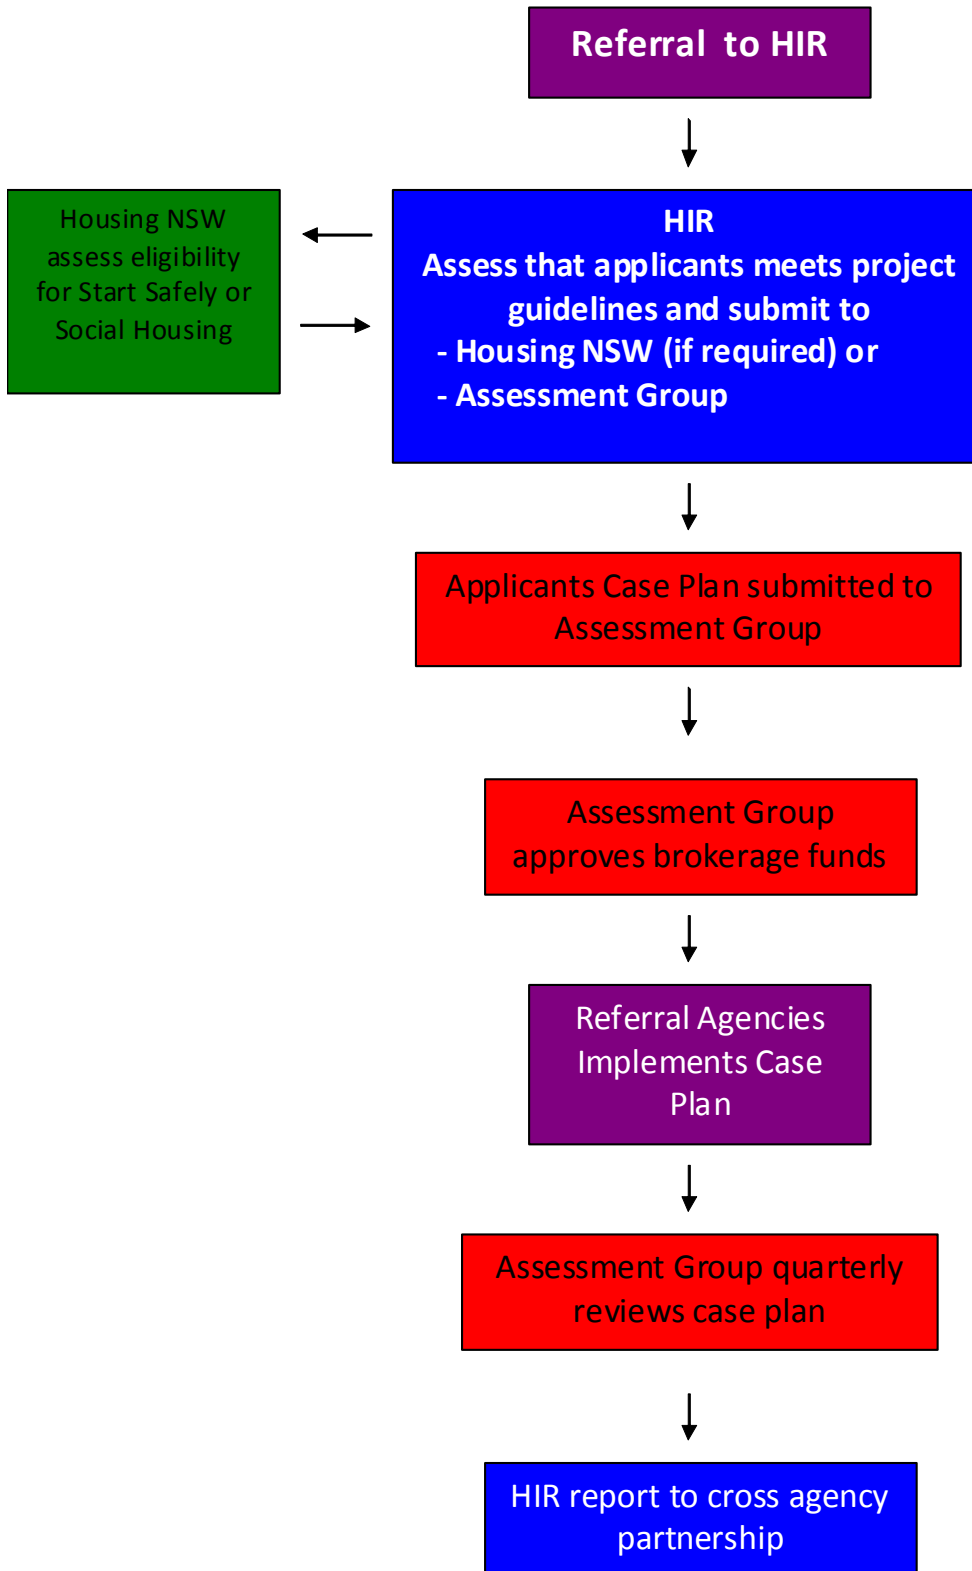 Referral to HIR
Housing NSW
assess eligibility
for Start Safely or
Social Housing
HIR
Assess that applicants meets project
guidelines and submit to
- Housing NSW (if required) or
- Assessment Group
Applicants Case Plan submitted to
Assessment Group
Assessment Group
approves brokerage funds
Referral Agencies
Implements Case
Plan
Assessment Group quarterly
reviews case plan
HIR report to cross agency
partnership